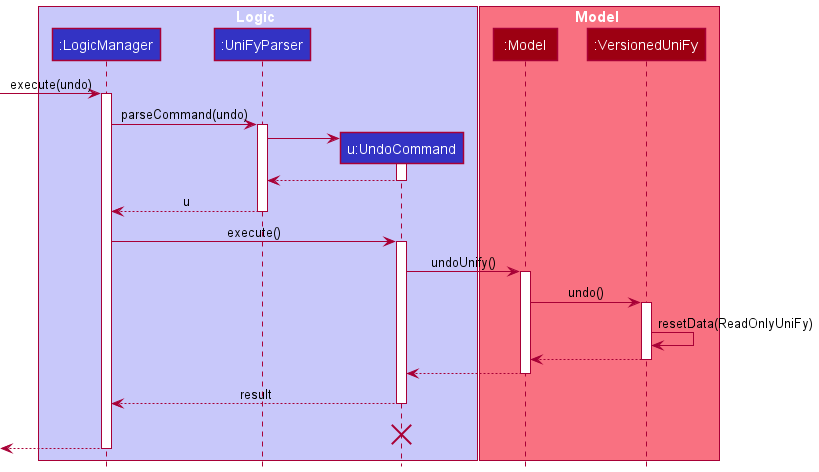 Logic
Model
:LogicManager
:UniFyParser
:Model
:VersionedUniFy
execute(undo)
parseCommand(undo)
u:UndoCommand
u
execute()
undoUnify()
undo()
resetData(ReadOnlyUniFy)
result